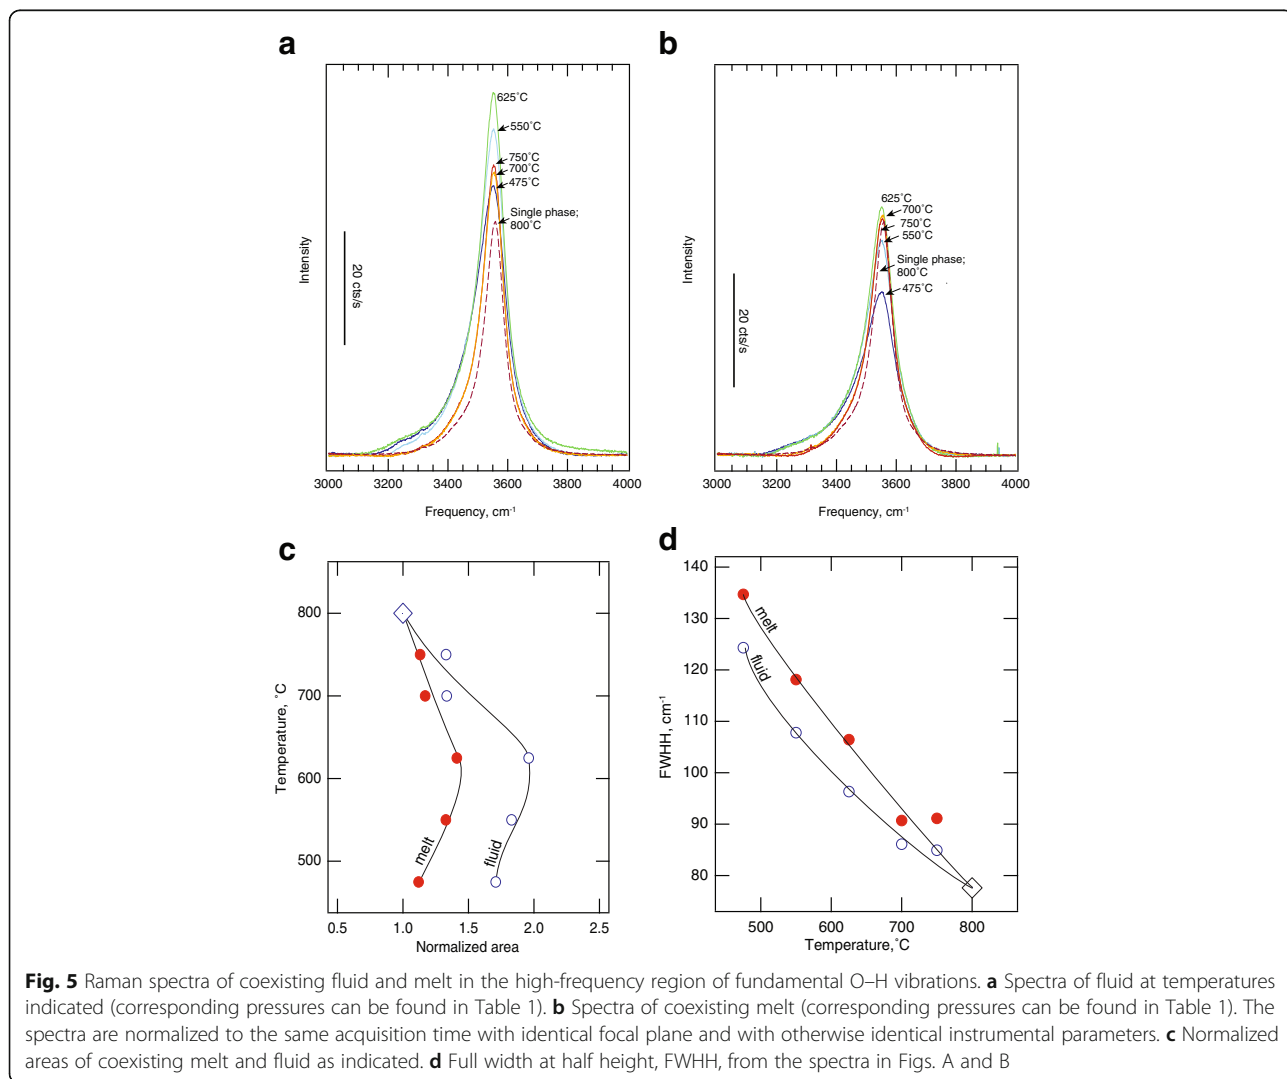 a
625˚C
550˚C
750˚C
700˚C
475˚C
Single phase;
800˚C
Intensity
20 cts/s
3000 3200 3400 3600 3800 4000
Frequency, cm-1
b
625˚C
700˚C
750˚C
550˚C
Single phase;
800˚C
475˚C
Intensity
20 cts/s
3000 3200 3400 3600 3800 4000
Frequency, cm-1
c
800
700
600
500
Temperature, ˚C
melt
fluid
0.5 1.0 1.5 2.0 2.5
Normalized area
d
140
130
120
110
100
90
80
FWHH, cm-1
melt
fluid
500 600 700 800
Temperature,˚C
Fig. 5 Raman spectra of coexisting fluid and melt in the high-frequency region of fundamental O–H vibrations. a Spectra of fluid at temperatures
indicated (corresponding pressures can be found in Table 1). b Spectra of coexisting melt (corresponding pressures can be found in Table 1). The
spectra are normalized to the same acquisition time with identical focal plane and with otherwise identical instrumental parameters. c Normalized
areas of coexisting melt and fluid as indicated. d Full width at half height, FWHH, from the spectra in Figs. A and B